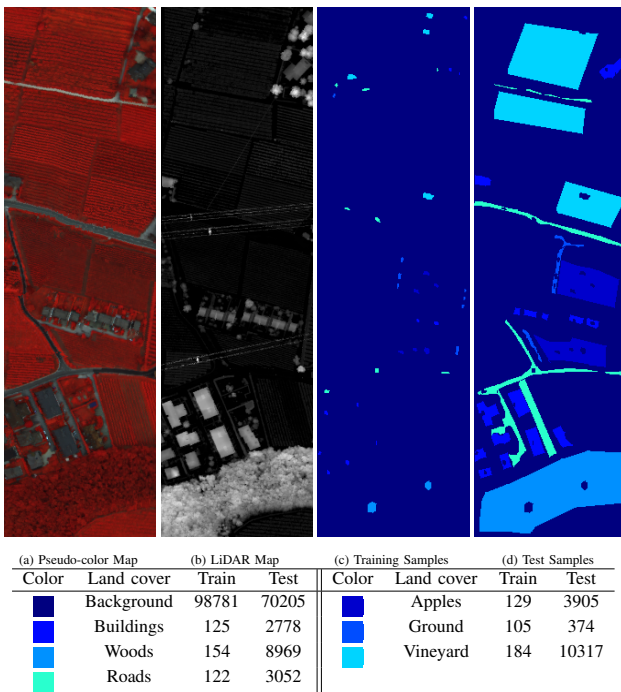 (a) Pseudo-color Map (b) LiDAR Map (c) Training Samples (d) Test Samples
Color Land cover Train Test Color Land cover Train Test
Background 98781 70205 Apples 129 3905
Buildings 125 2778 Ground 105 374
Woods 154 8969 Vineyard 184 10317
Roads 122 3052